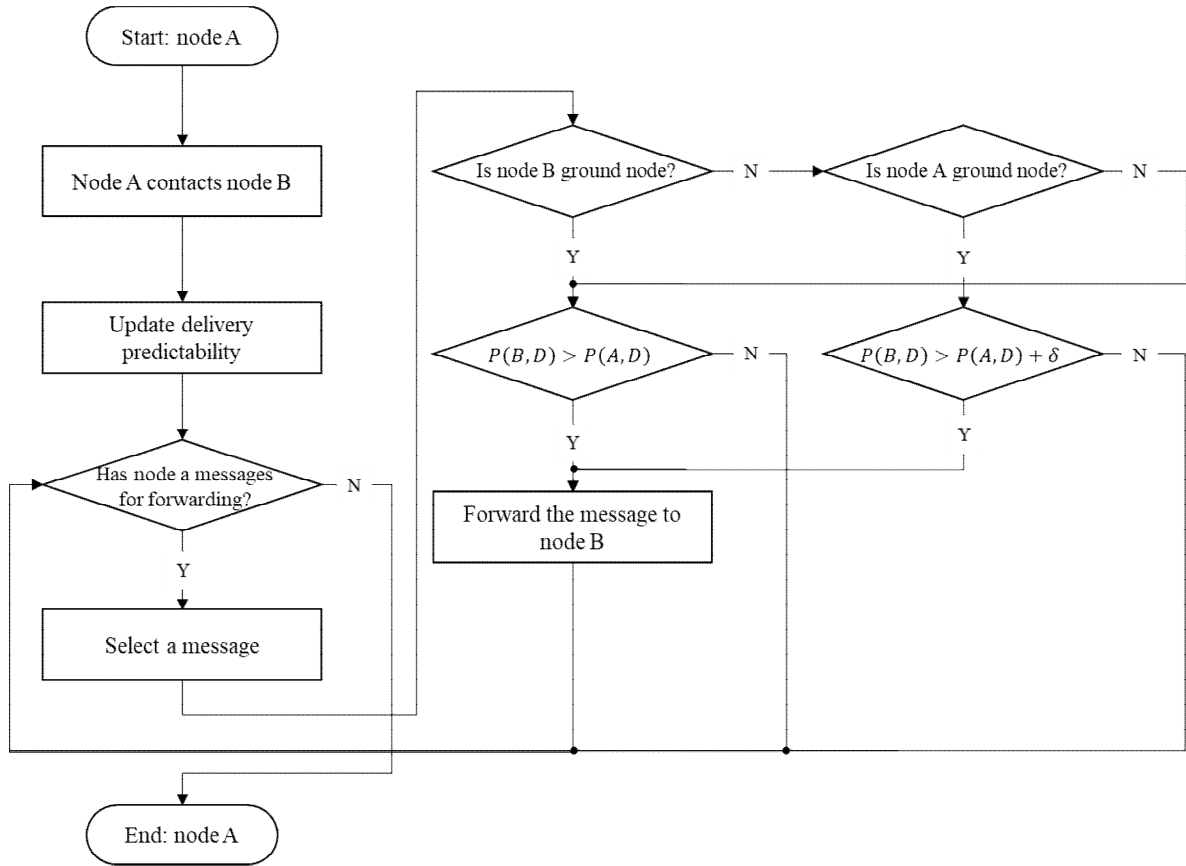 Start: node A
Node A contacts node B
Update delivery
predictability
Has node a messages
for forwarding?
N
Y
Select a message
End: node A
Is node B ground node?
N
Is node A ground node?
N
Y
Y
P(B, D) > P(A, D)
N
P(B, D) > P(A, D) + δ
N
Y
Y
Forward the message to
node B